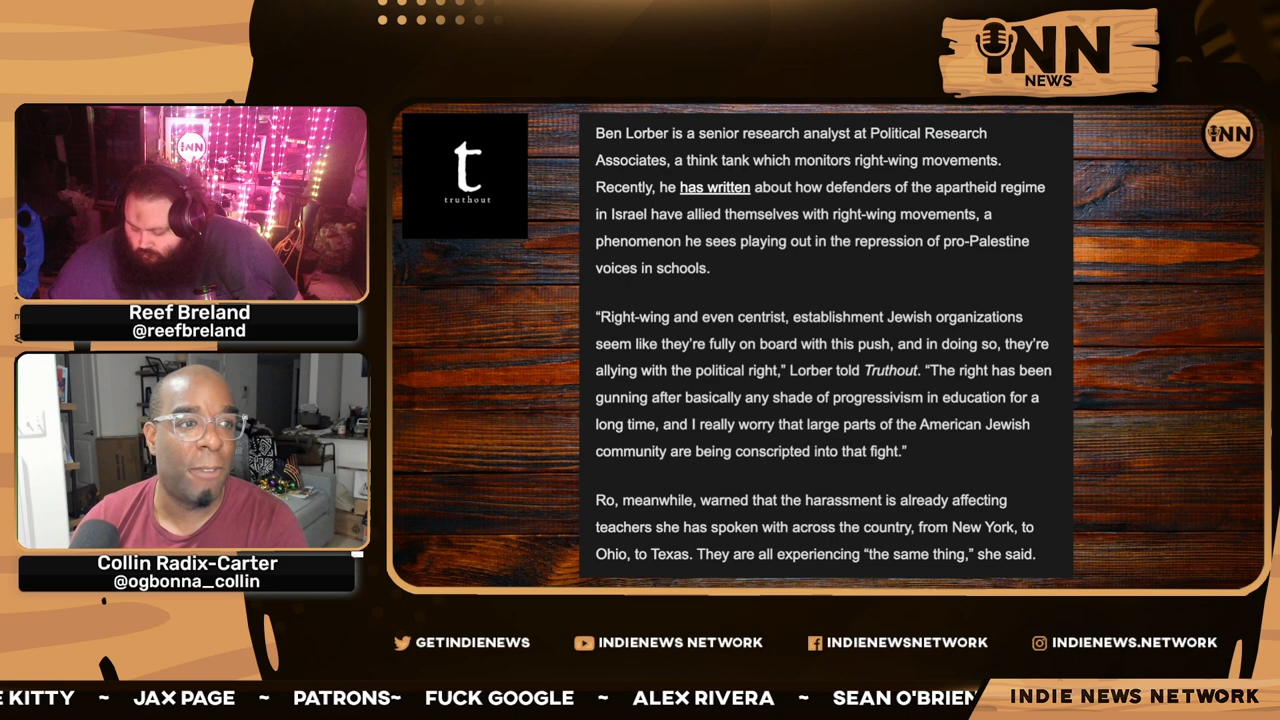 iNN
NEWS
iNN
iNN
t
truthout
Ben Lorber is a senior research analyst at Political Research
Associates, a think tank which monitors right-wing movements.
Recently, he has written about how defenders of the apartheid regime
in Israel have allied themselves with right-wing movements, a
phenomenon he sees playing out in the repression of pro-Palestine
voices in schools.
“Right-wing and even centrist, establishment Jewish organizations
seem like they’re fully on board with this push, and in doing so, they’re
allying with the political right,” Lorber told Truthout. “The right has been
gunning after basically any shade of progressivism in education for a
long time, and I really worry that large parts of the American Jewish
community are being conscripted into that fight.”
Ro, meanwhile, warned that the harassment is already affecting
teachers she has spoken with across the country, from New York, to
Ohio, to Texas. They are all experiencing “the same thing,” she said.
Reef Breland
@reefbreland
Collin Radix-Carter
@ogbonna_collin
GETINDIENEWS
INDIENEWS NETWORK
INDIENEWSNETWORK
INDIENEWS.NETWORK
E KITTY ~ JAX PAGE ~ PATRONS~ FUCK GOOGLE ~ ALEX RIVERA ~ SEAN O'BRIEN
INDIE NEWS NETWORK